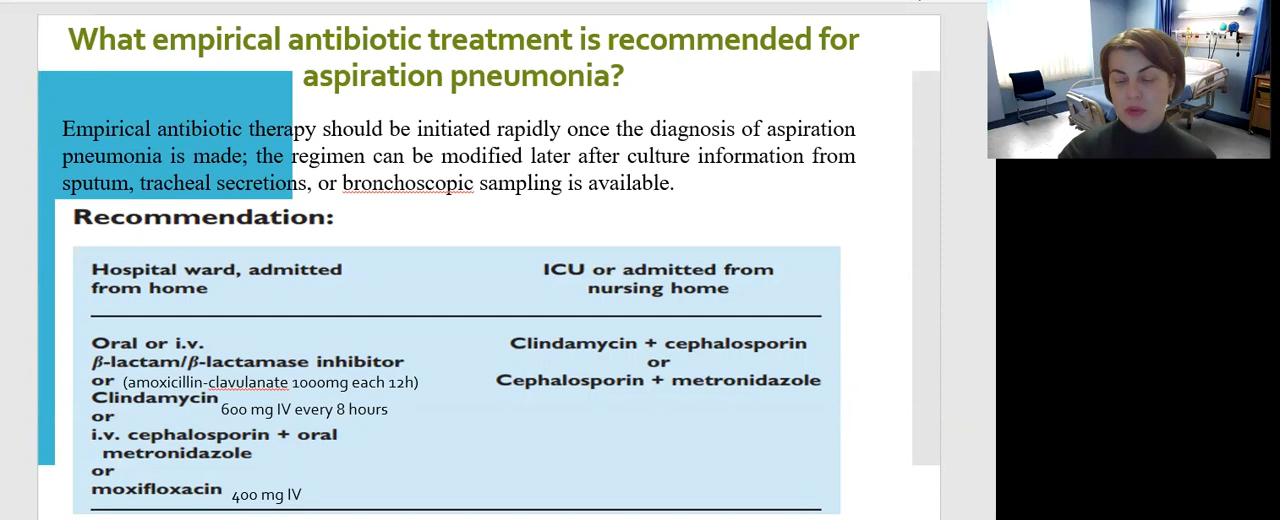 What empirical antibiotic treatment is recommended for
aspiration pneumonia?
Empirical antibiotic therapy should be initiated rapidly once the diagnosis of aspiration
pneumonia is made; the regimen can be modified later after culture information from
sputum, tracheal secretions, or bronchoscopic sampling is available.
Recommendation:
Hospital ward, admitted
from home
ICU or admitted from
nursing home
Oral or i.v.
β-lactam/β-lactamase inhibitor
or (amoxicillin-clavulanate 1000mg each 12h)
Clindamycin 600 mg IV every 8 hours
or
i.v. cephalosporin + oral
metronidazole
or
moxifloxacin 400 mg IV
Clindamycin + cephalosporin
or
Cephalosporin + metronidazole